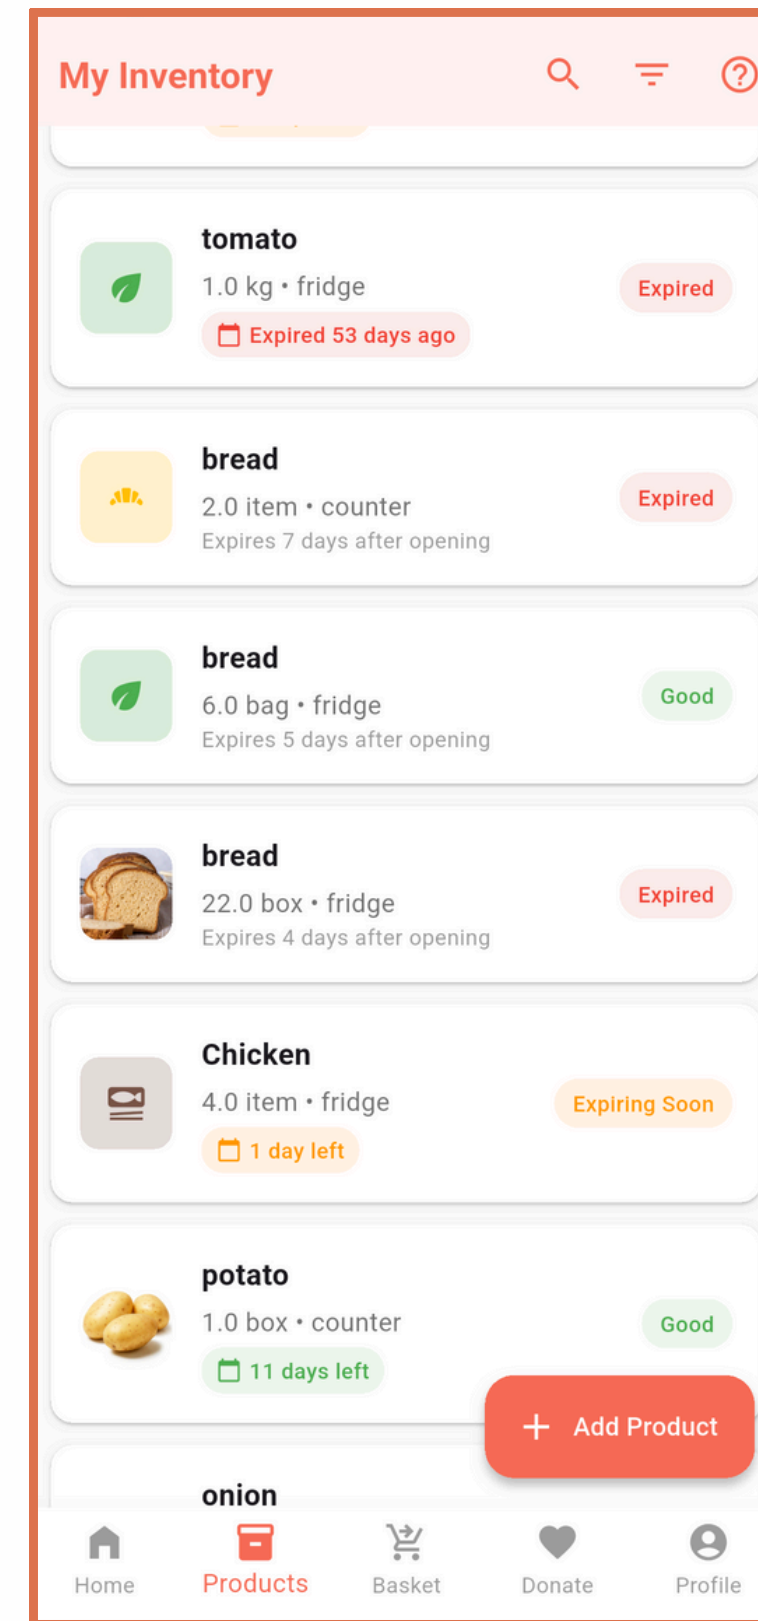 My Inventory
tomato
1.0 kg • fridge
Expired
Expired 53 days ago
bread
2.0 item • counter
Expired
Expires 7 days after opening
bread
6.0 bag • fridge
Good
Expires 5 days after opening
bread
22.0 box • fridge
Expired
Expires 4 days after opening
Chicken
4.0 item • fridge
Expiring Soon
1 day left
potato
1.0 box • counter
Good
11 days left
Add Product
onion
Home
Products
Basket
Donate
Profile